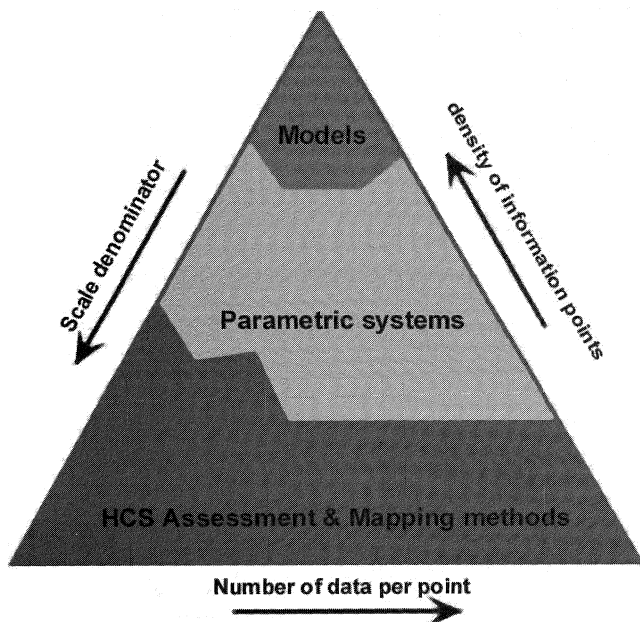 Models
Scale denominator
density of information points
Parametric systems
HCS Assessment & Mapping methods
Number of data per point